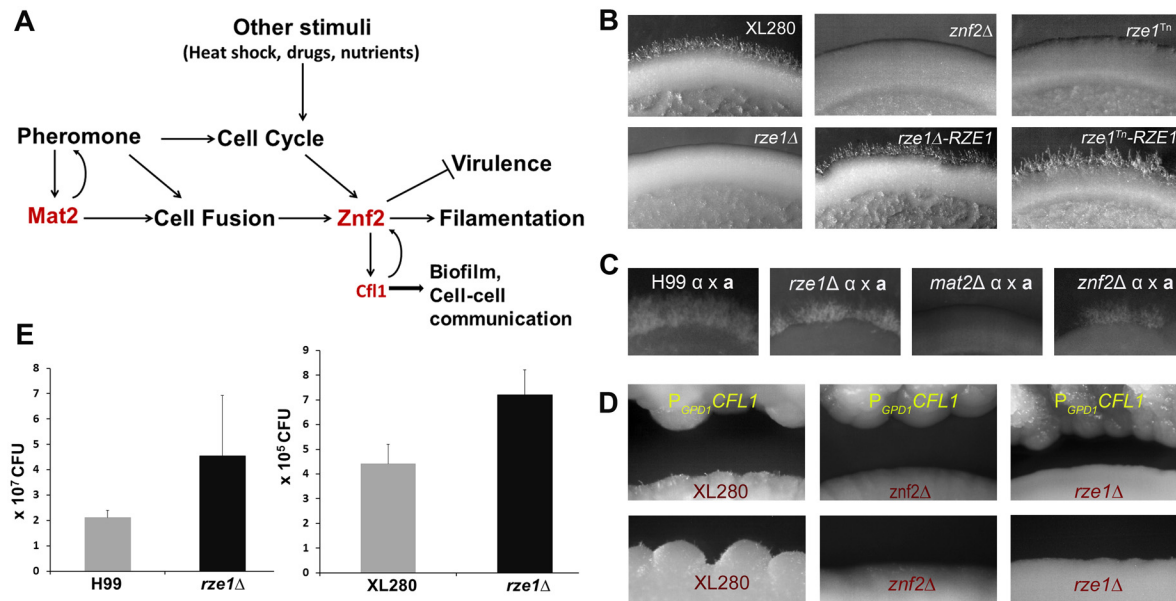 A
Other stimuli
(Heat shock, drugs, nutrients)
Pheromone
Cell Cycle
Virulence
Mat2
Cell Fusion
Znf2
Filamentation
Cfl1
Biofilm,
Cell-cell
communication
B
XL280
znf2Δ
rze1Tn
rze1Δ
rze1Δ-RZE1
rze1Tn-RZE1
C
H99 α x a
rze1Δ α x a
mat2Δ α x a
znf2Δ α x a
D
PGPD1CFL1
PGPD1CFL1
PGPD1CFL1
XL280
znf2Δ
rze1Δ
XL280
znf2Δ
rze1Δ
E
x 10⁷ CFU
8
7
6
5
4
3
2
1
0
H99
rze1Δ
x 10⁵ CFU
9
8
7
6
5
4
3
2
1
0
XL280
rze1Δ